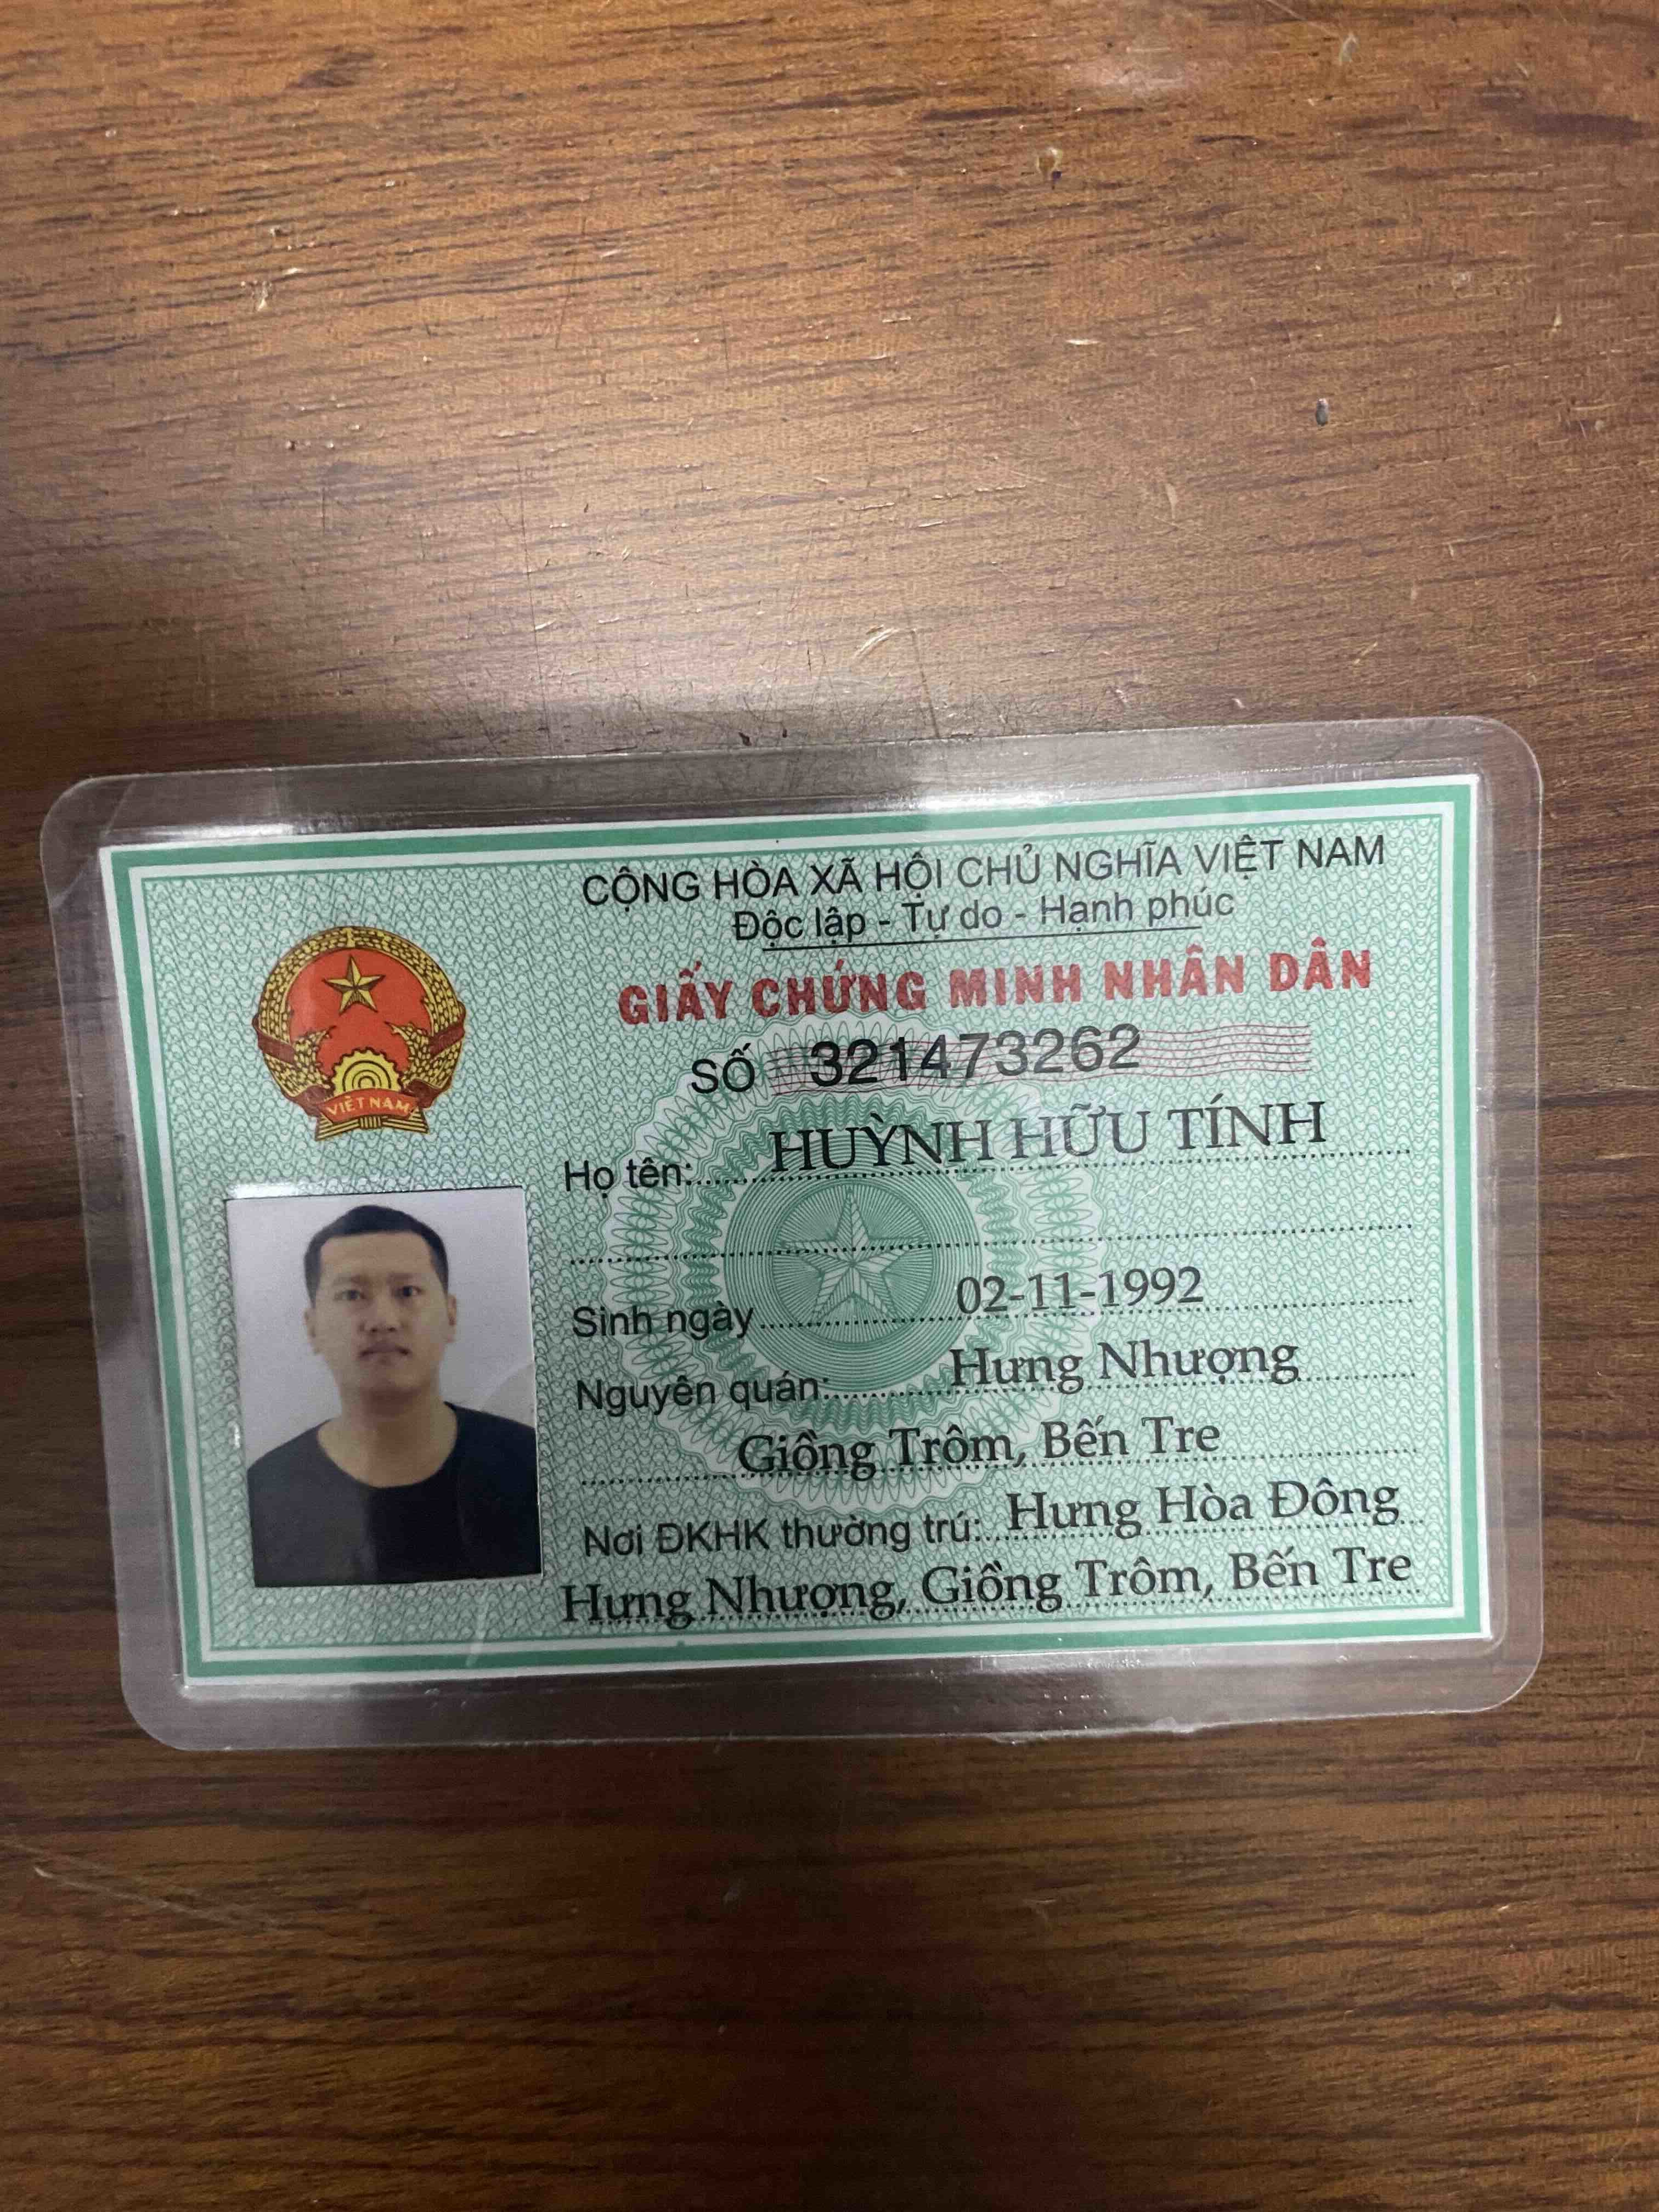 CỘNG HÒA XÃ HỘI CHỦ NGHĨA VIỆT NAM
Độc lập - Tự do - Hạnh phúc
GIẤY CHỨNG MINH NHÂN DÂN
SỐ 321473262
Họ tên: HUỲNH HỮU TÍNH
Sinh ngày 02-11-1992
Nguyên quán: Hưng Nhượng
Giồng Trôm, Bến Tre
Nơi ĐKHK thường trú: Hưng Hòa Đông
Hưng Nhượng, Giồng Trôm, Bến Tre
VIỆT NAM